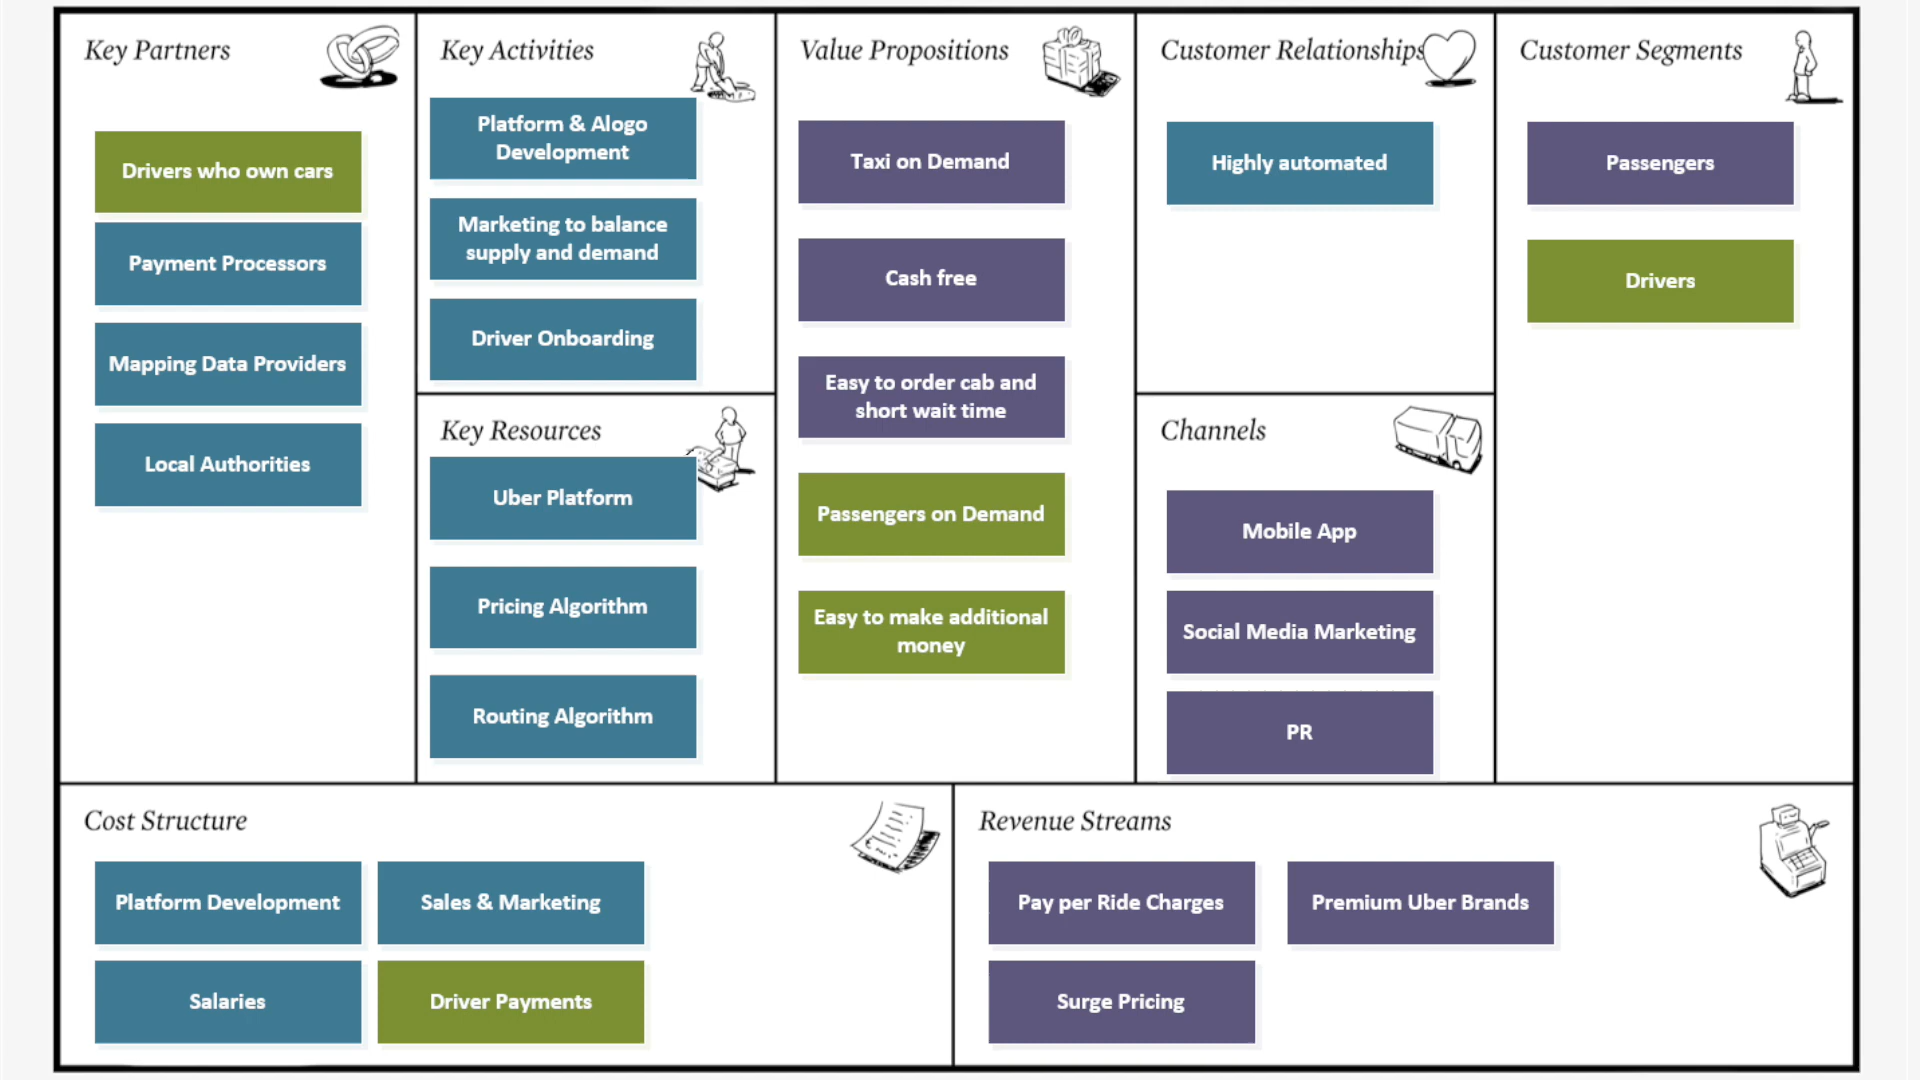 Key Partners
Drivers who own cars
Payment Processors
Mapping Data Providers
Local Authorities
Key Activities
Platform & Alogo
Development
Marketing to balance
supply and demand
Driver Onboarding
Key Resources
Uber Platform
Pricing Algorithm
Routing Algorithm
Value Propositions
Taxi on Demand
Cash free
Easy to order cab and
short wait time
Passengers on Demand
Easy to make additional
money
Customer Relationships
Highly automated
Channels
Mobile App
Social Media Marketing
PR
Customer Segments
Passengers
Drivers
Cost Structure
Platform Development
Sales & Marketing
Salaries
Driver Payments
Revenue Streams
Pay per Ride Charges
Premium Uber Brands
Surge Pricing